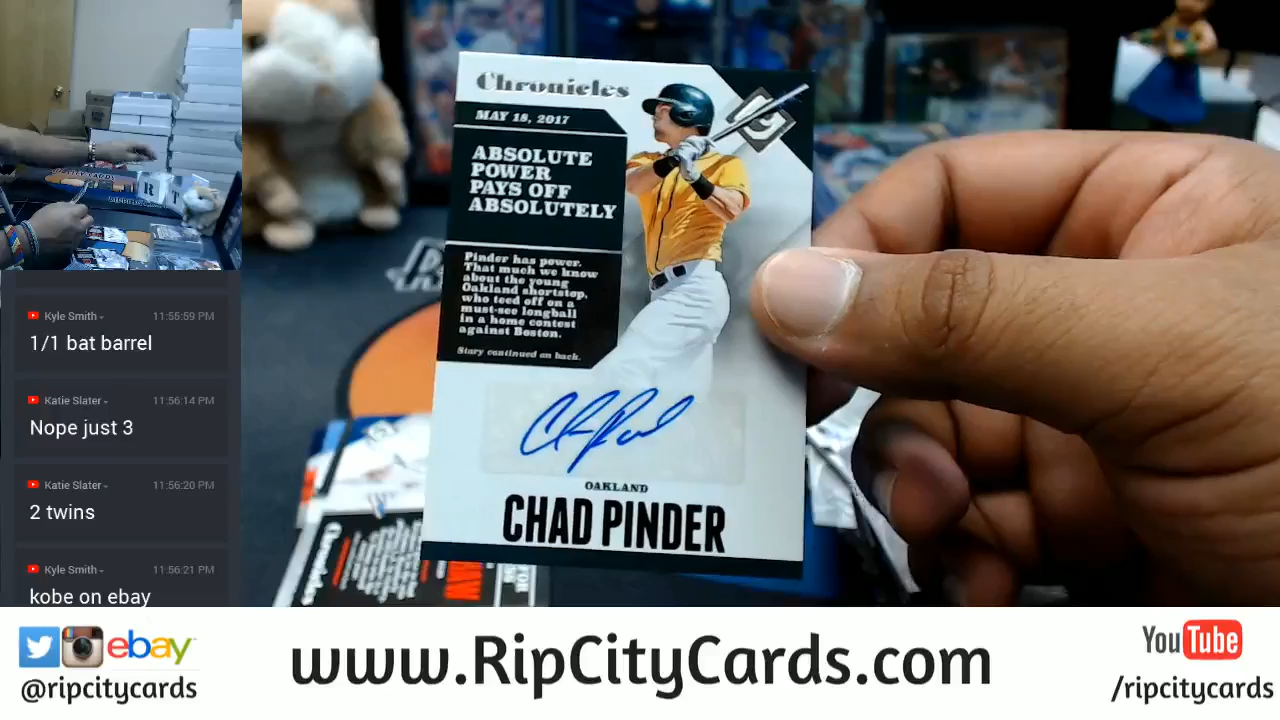 Kyle Smith
11:55:59 PM
1/1 bat barrel
Katie Slater
11:56:14 PM
Nope just 3
Katie Slater
11:56:20 PM
2 twins
Kyle Smith
11:56:21 PM
kobe on ebay
Chronicles
MAY 18, 2017
ABSOLUTE
POWER
PAYS OFF
ABSOLUTELY
Pinder has power.
That much we know
about the young
Oakland shortstop,
who teed off on a
must-see longball
in a home contest
against Boston.
Story continued on back.
OAKLAND
CHAD PINDER
Chronicles
ebay
@ripcitycards
www.RipCityCards.com
YouTube
/ripcitycards